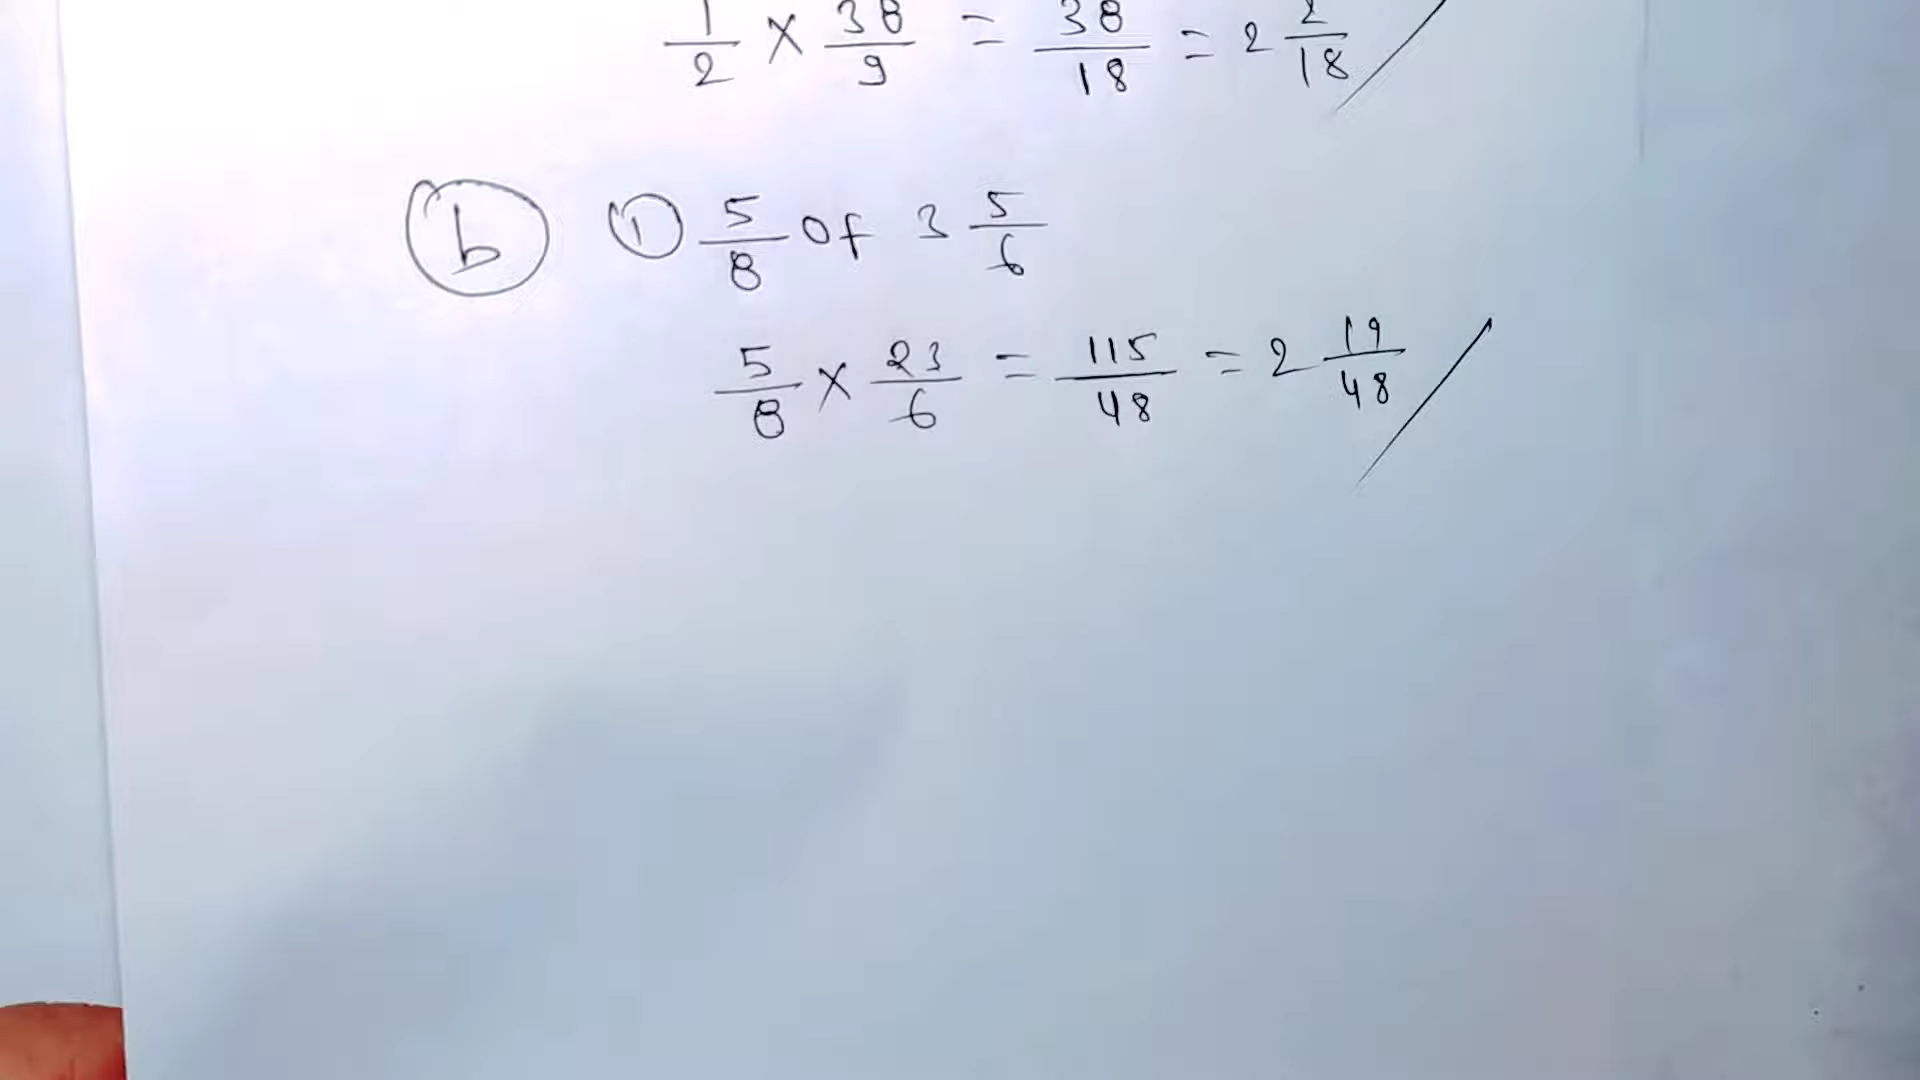 1/2 × 38/9 = 38/18 = 2 2/18
b ① 5/8 of 3 5/6
5/8 × 23/6 = 115/48 = 2 19/48